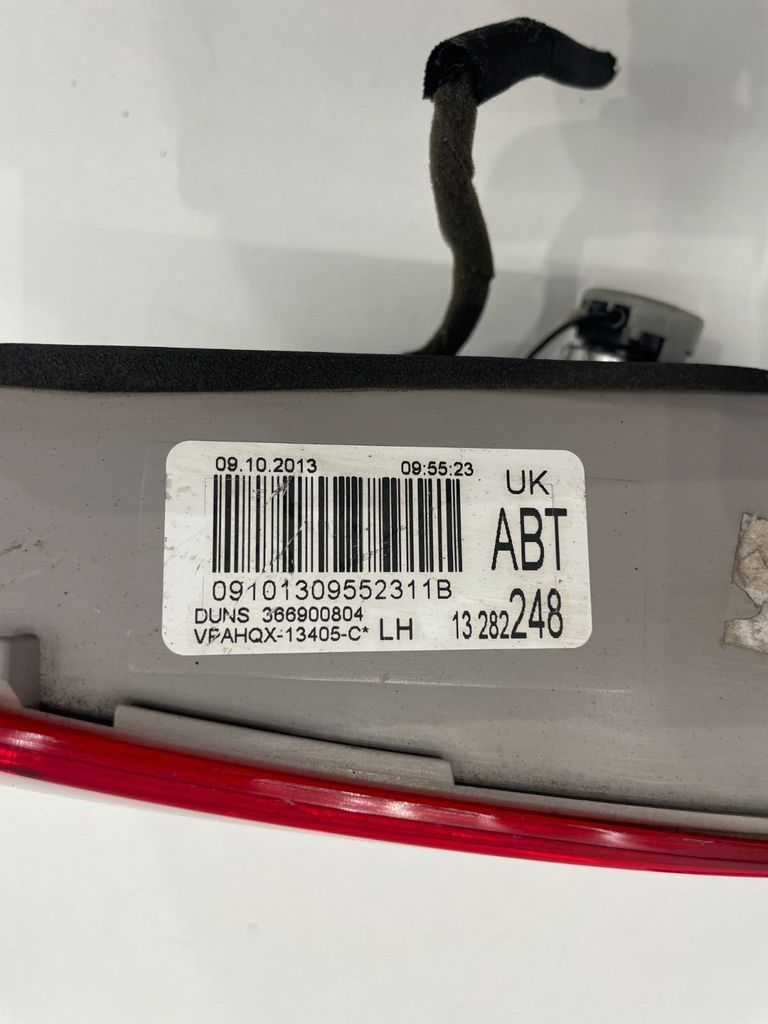 09.10.2013 09:55:23
UK
ABT
09101309552311B
DUNS 366900804
VPAHQX-13405-C* LH
13 282 248